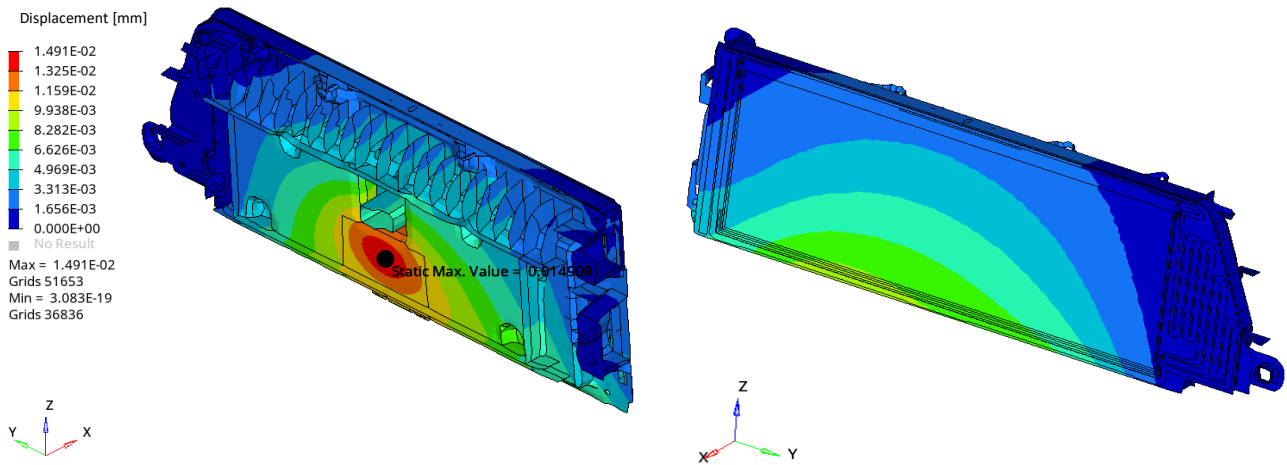 Displacement [mm]
1.491E-02
1.325E-02
1.159E-02
9.938E-03
8.282E-03
6.626E-03
4.969E-03
3.313E-03
1.656E-03
0.000E+00
No Result
Max = 1.491E-02
Grids 51653
Min = 3.083E-19
Grids 36836
Static Max. Value = 0.014908
Z
Y
X
Z
X
Y